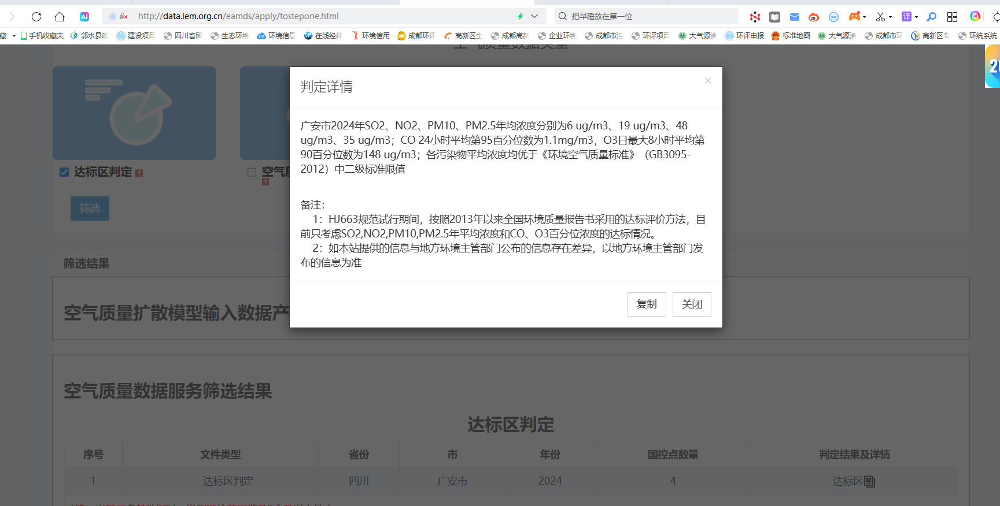 http://data.lem.org.cn/eamds/apply/tostepone.html
把早睡放在第一位
译
藏 手机收藏夹 邻水县政 建设项目 四川省国 生态环境 环境信息 在线经纬 环境信用 成都环评 高新区生 成都高新 企业环境 成都市污 环评项目 大气源清 环评申报 标准地图 大气源清 成都市环 高新区专 环统系统
空气质量数据类型
判定详情
×
广安市2024年SO2、NO2、PM10、PM2.5年均浓度分别为6 ug/m3、19 ug/m3、48
ug/m3、35 ug/m3；CO 24小时平均第95百分位数为1.1mg/m3，O3日最大8小时平均第
90百分位数为148 ug/m3；各污染物平均浓度均优于《环境空气质量标准》（GB3095-
2012）中二级标准限值
备注：
1：HJ663规范试行期间，按照2013年以来全国环境质量报告书采用的达标评价方法，目
前只考虑SO2,NO2,PM10,PM2.5年平均浓度和CO、O3百分位浓度的达标情况。
2：如本站提供的信息与地方环境主管部门公布的信息存在差异，以地方环境主管部门发
布的信息为准
复制 关闭
达标区判定 ? 空气质
?
筛选
筛选结果
空气质量扩散模型输入数据产
空气质量数据服务筛选结果
达标区判定
序号 文件类型 省份 市 年份 国控点数量 判定结果及详情
1 达标区判定 四川 广安市 2024 4 达标区